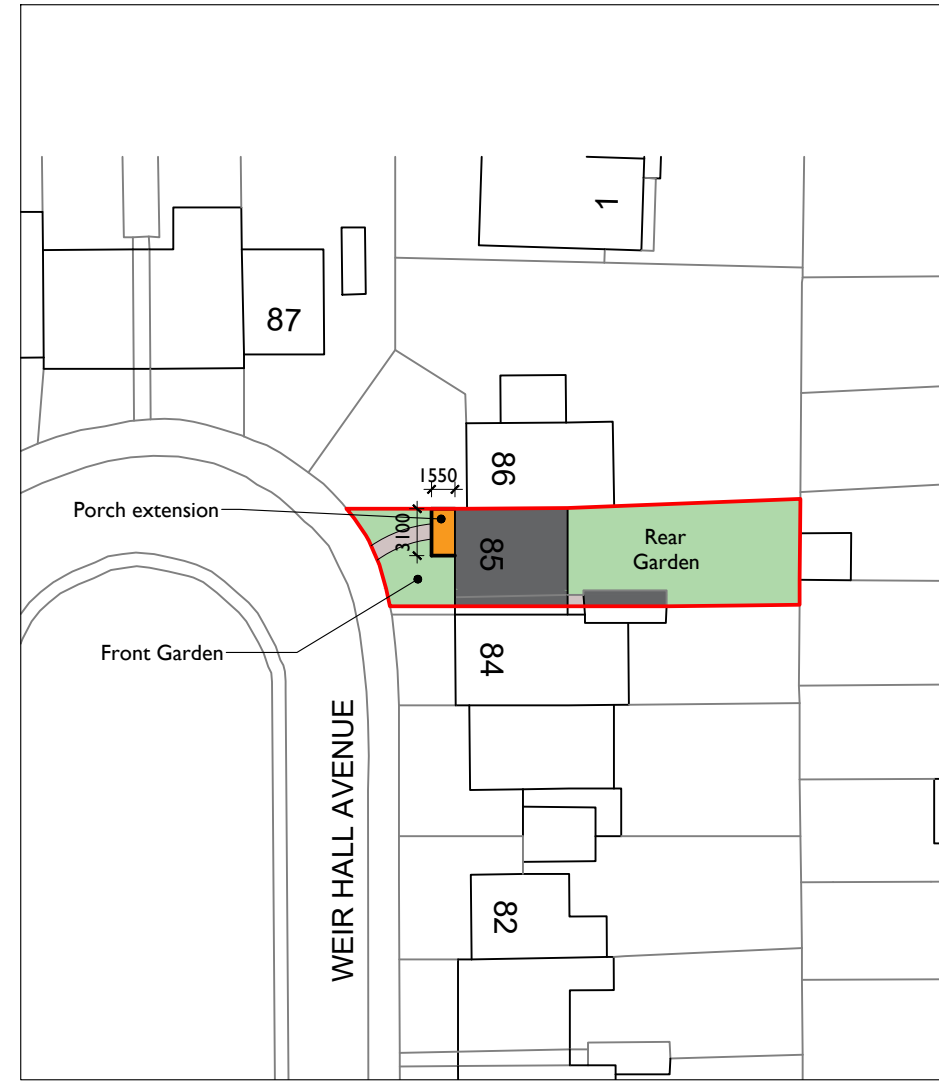 1
87
86
1550
Porch extension
3100
85
Rear
Garden
Front Garden
84
WEIR HALL AVENUE
82